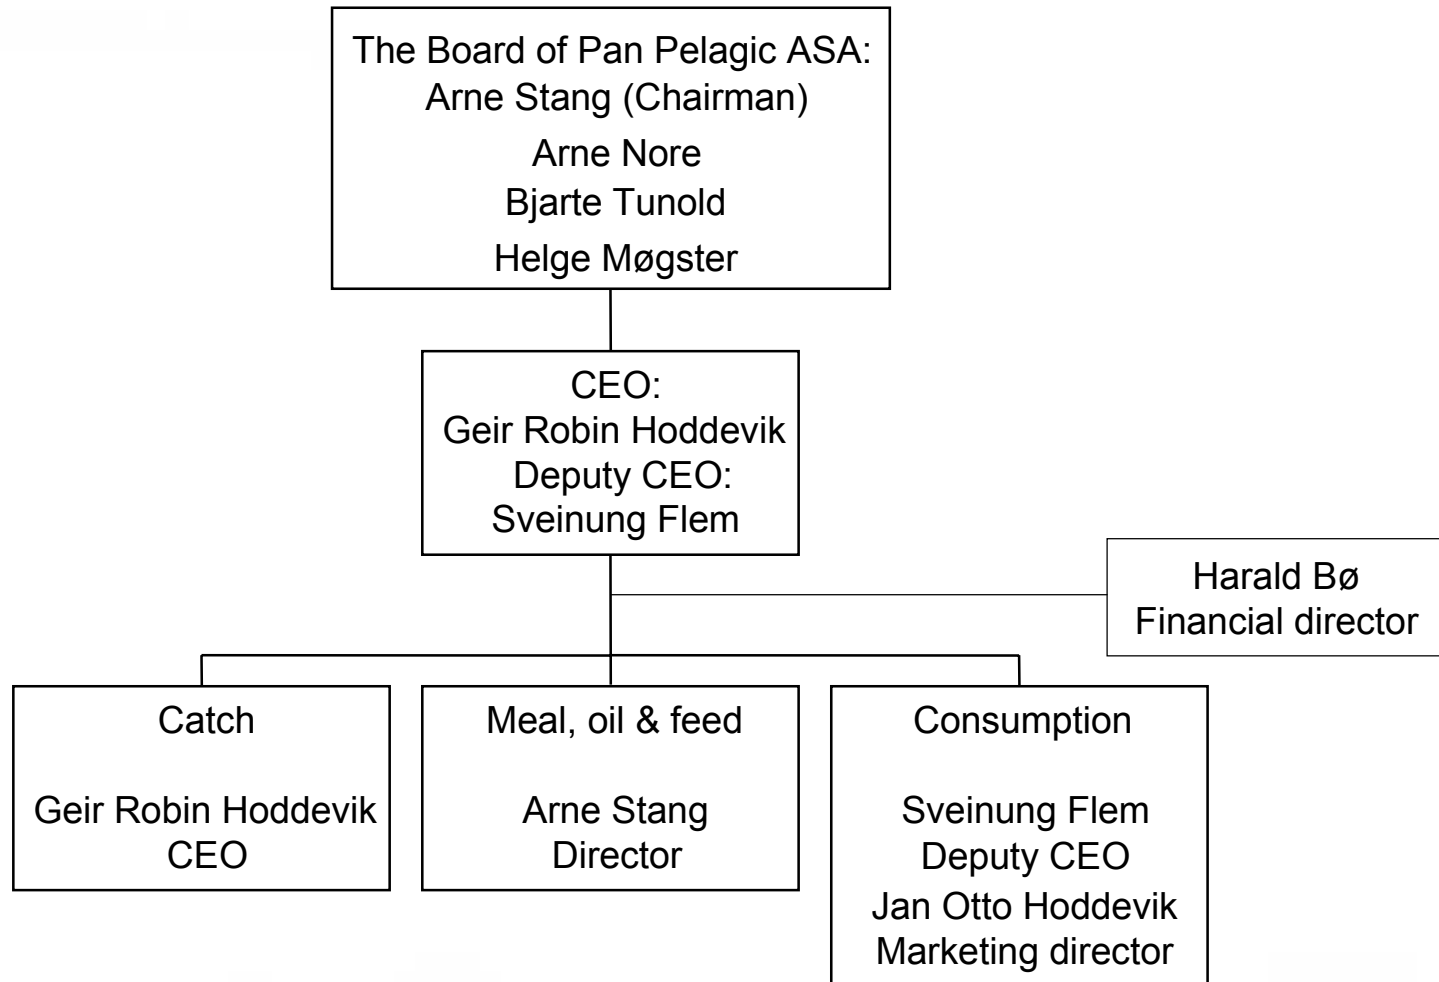 The Board of Pan Pelagic ASA:
Arne Stang (Chairman)
Arne Nore
Bjarte Tunold
Helge Møgster
CEO:
Geir Robin Hoddevik
Deputy CEO:
Sveinung Flem
Harald Bø
Financial director
Catch
Geir Robin Hoddevik
CEO
Meal, oil & feed
Arne Stang
Director
Consumption
Sveinung Flem
Deputy CEO
Jan Otto Hoddevik
Marketing director